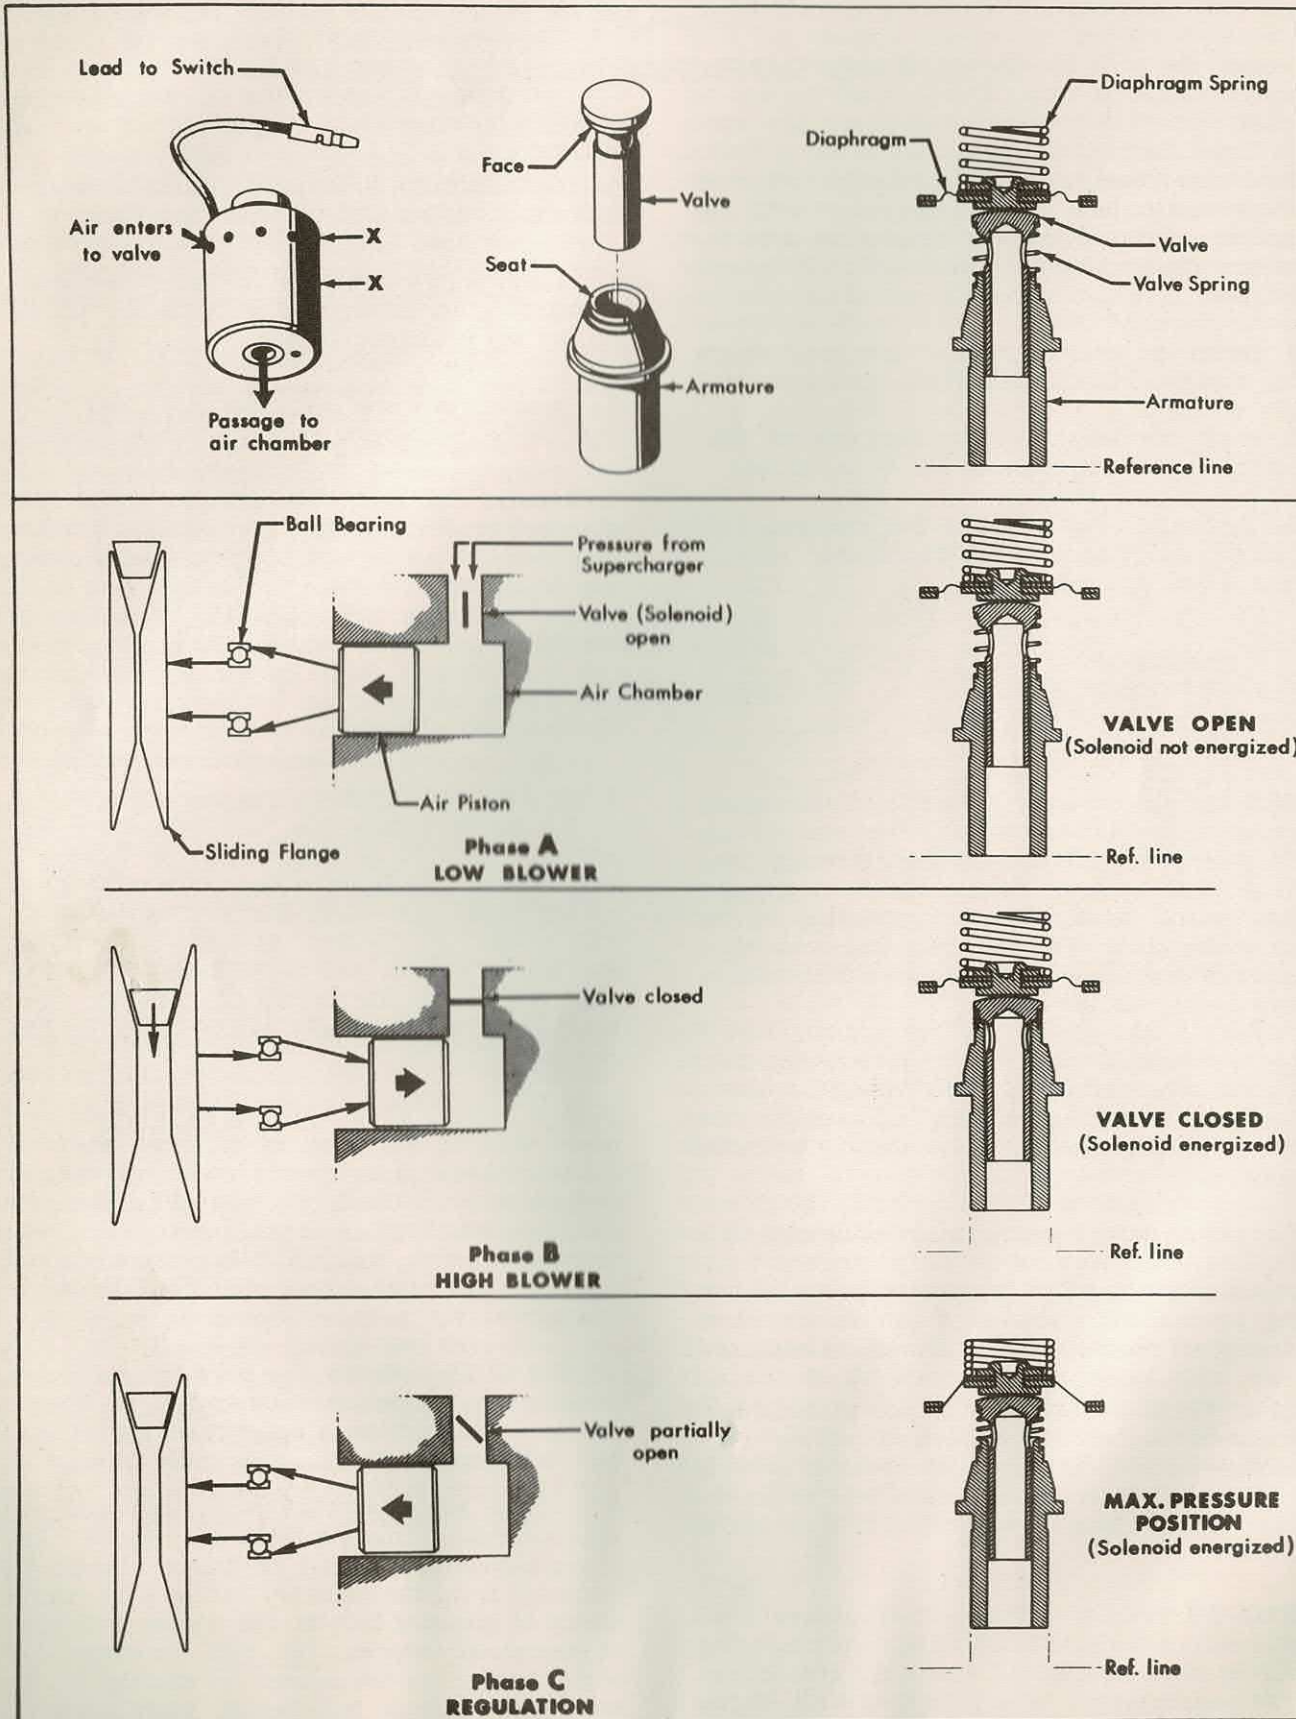 Lead to Switch
Air enters
to valve
X
X
Passage to
air chamber
Face
Valve
Seat
Armature
Diaphragm Spring
Diaphragm
Valve
Valve Spring
Armature
Reference line
Ball Bearing
Pressure from
Supercharger
Valve (Solenoid)
open
Air Chamber
Air Piston
Sliding Flange
Phase A
LOW BLOWER
VALVE OPEN
(Solenoid not energized)
Ref. line
Valve closed
Phase B
HIGH BLOWER
VALVE CLOSED
(Solenoid energized)
Ref. line
Valve partially
open
Phase C
REGULATION
MAX. PRESSURE
POSITION
(Solenoid energized)
Ref. line